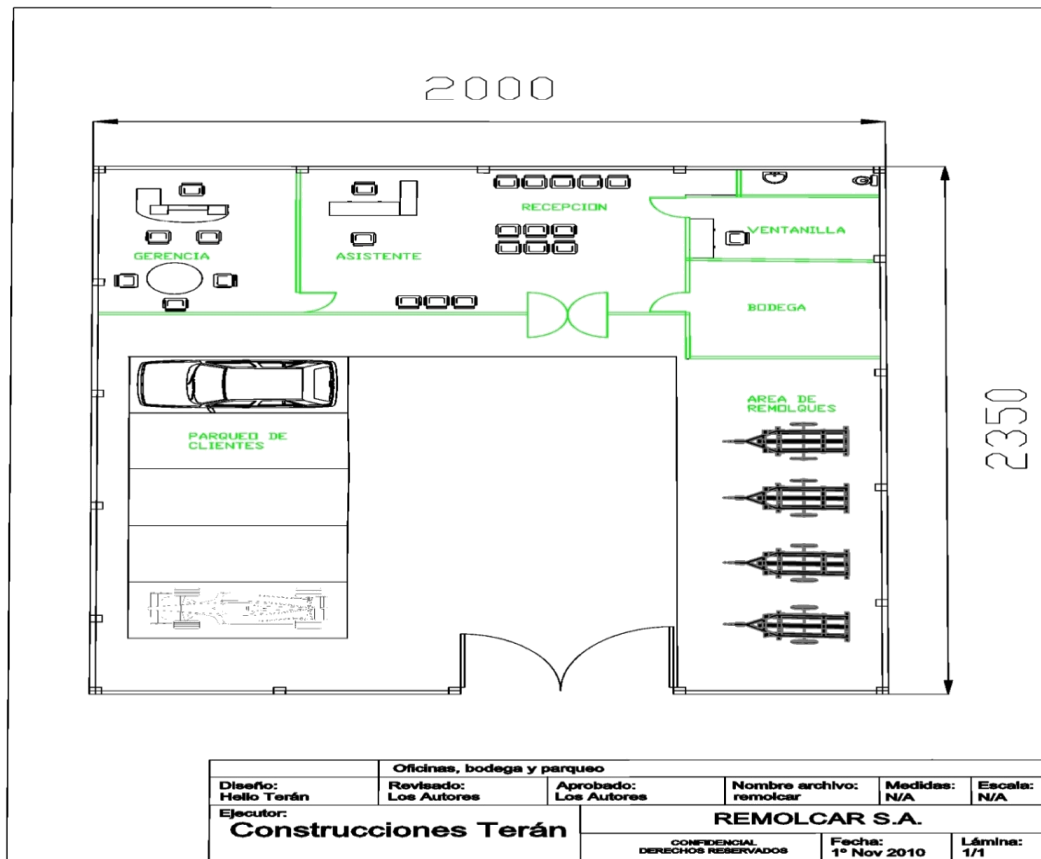 2000
RECEPCION
VENTANILLA
GERENCIA
ASISTENTE
BODEGA
2350
AREA DE
REMOLQUES
PARQUEO DE
CLIENTES
Oficinas, bodega y parqueo
Diseño:
Helio Terán
Revisado:
Los Autores
Aprobado:
Los Autores
Nombre archivo:
remolcar
Medidas:
N/A
Escala:
N/A
Ejecutor:
Construcciones Terán
REMOLCAR S.A.
CONFIDENCIAL
DERECHOS RESERVADOS
Fecha:
1º Nov 2010
Lámina:
1/1